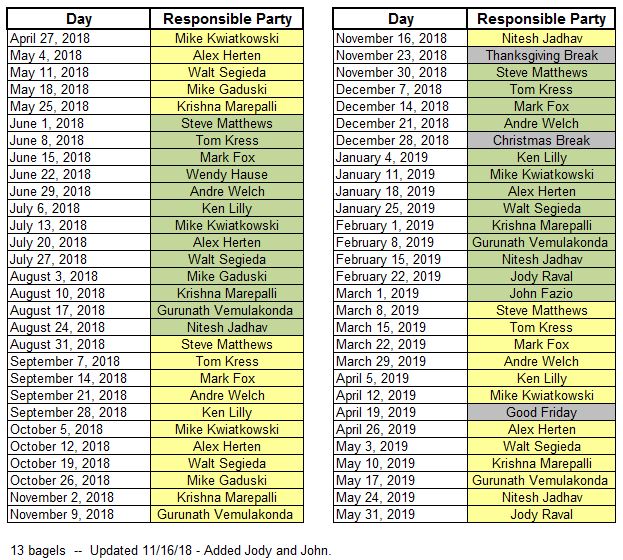 Day Responsible Party
April 27, 2018 Mike Kwiatkowski
May 4, 2018 Alex Herten
May 11, 2018 Walt Segieda
May 18, 2018 Mike Gaduski
May 25, 2018 Krishna Marepalli
June 1, 2018 Steve Matthews
June 8, 2018 Tom Kress
June 15, 2018 Mark Fox
June 22, 2018 Wendy Hause
June 29, 2018 Andre Welch
July 6, 2018 Ken Lilly
July 13, 2018 Mike Kwiatkowski
July 20, 2018 Alex Herten
July 27, 2018 Walt Segieda
August 3, 2018 Mike Gaduski
August 10, 2018 Krishna Marepalli
August 17, 2018 Gurunath Vemulakonda
August 24, 2018 Nitesh Jadhav
August 31, 2018 Steve Matthews
September 7, 2018 Tom Kress
September 14, 2018 Mark Fox
September 21, 2018 Andre Welch
September 28, 2018 Ken Lilly
October 5, 2018 Mike Kwiatkowski
October 12, 2018 Alex Herten
October 19, 2018 Walt Segieda
October 26, 2018 Mike Gaduski
November 2, 2018 Krishna Marepalli
November 9, 2018 Gurunath Vemulakonda
Day Responsible Party
November 16, 2018 Nitesh Jadhav
November 23, 2018 Thanksgiving Break
November 30, 2018 Steve Matthews
December 7, 2018 Tom Kress
December 14, 2018 Mark Fox
December 21, 2018 Andre Welch
December 28, 2018 Christmas Break
January 4, 2019 Ken Lilly
January 11, 2019 Mike Kwiatkowski
January 18, 2019 Alex Herten
January 25, 2019 Walt Segieda
February 1, 2019 Krishna Marepalli
February 8, 2019 Gurunath Vemulakonda
February 15, 2019 Nitesh Jadhav
February 22, 2019 Jody Raval
March 1, 2019 John Fazio
March 8, 2019 Steve Matthews
March 15, 2019 Tom Kress
March 22, 2019 Mark Fox
March 29, 2019 Andre Welch
April 5, 2019 Ken Lilly
April 12, 2019 Mike Kwiatkowski
April 19, 2019 Good Friday
April 26, 2019 Alex Herten
May 3, 2019 Walt Segieda
May 10, 2019 Krishna Marepalli
May 17, 2019 Gurunath Vemulakonda
May 24, 2019 Nitesh Jadhav
May 31, 2019 Jody Raval
13 bagels -- Updated 11/16/18 - Added Jody and John.